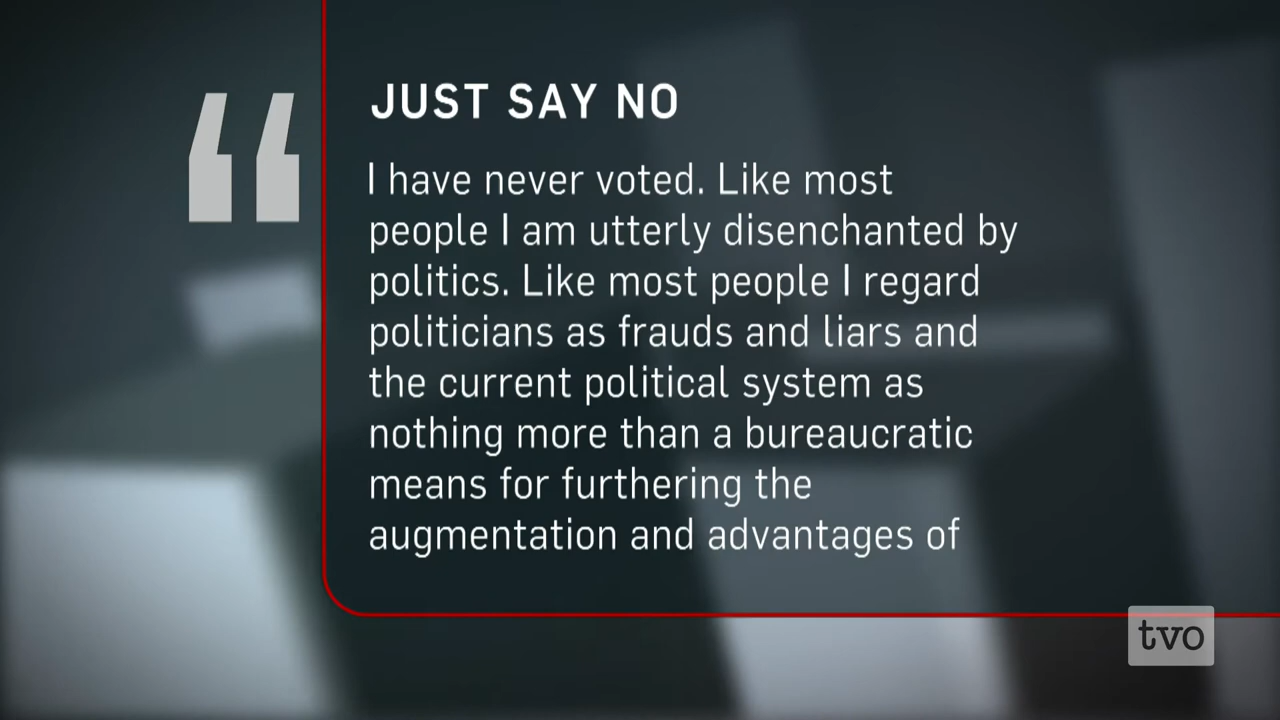 “
JUST SAY NO
I have never voted. Like most
people I am utterly disenchanted by
politics. Like most people I regard
politicians as frauds and liars and
the current political system as
nothing more than a bureaucratic
means for furthering the
augmentation and advantages of
tvo